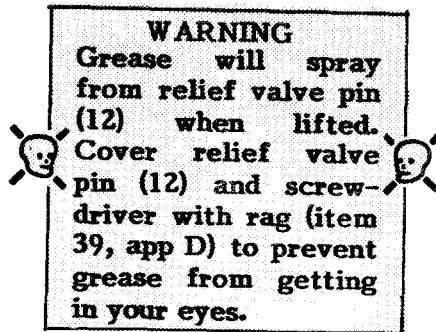 WARNING
Grease will spray
from relief valve pin
(12) when lifted.
Cover relief valve
pin (12) and screw-
driver with rag (item
39, app D) to prevent
grease from getting
in your eyes.